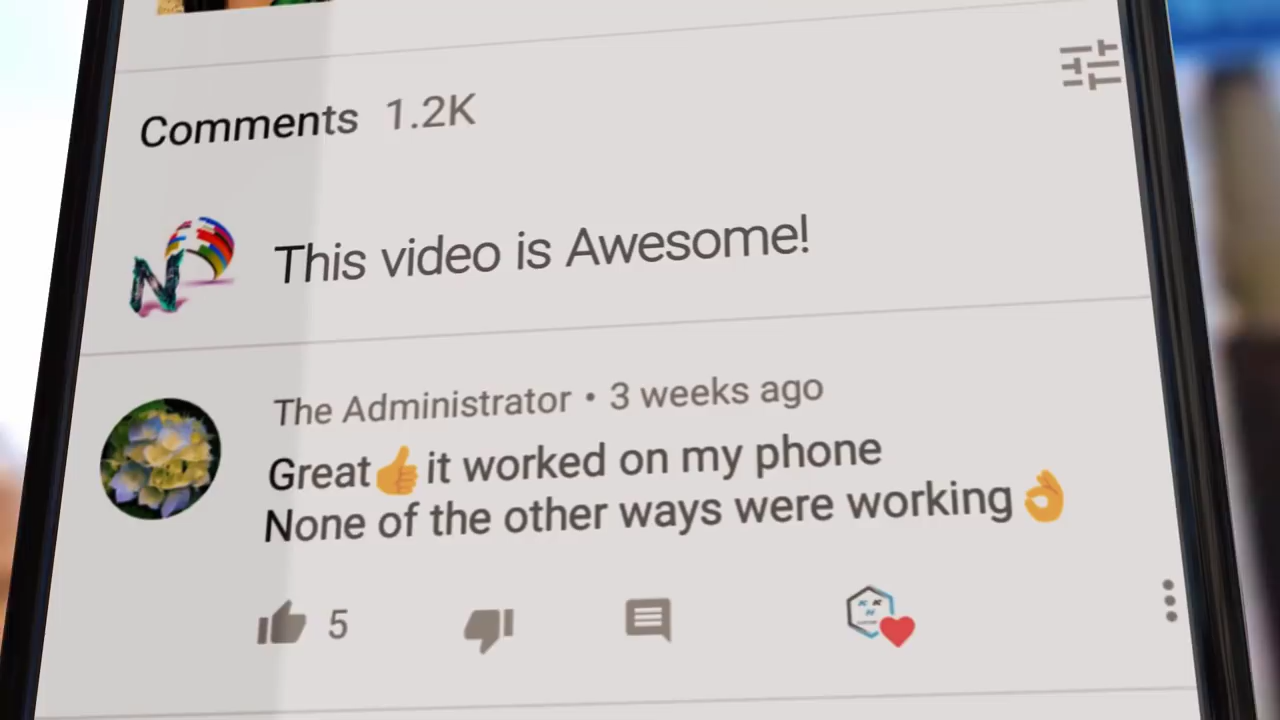 Comments 1.2K
This video is Awesome!
The Administrator • 3 weeks ago
Great👍it worked on my phone
None of the other ways were working👌
5